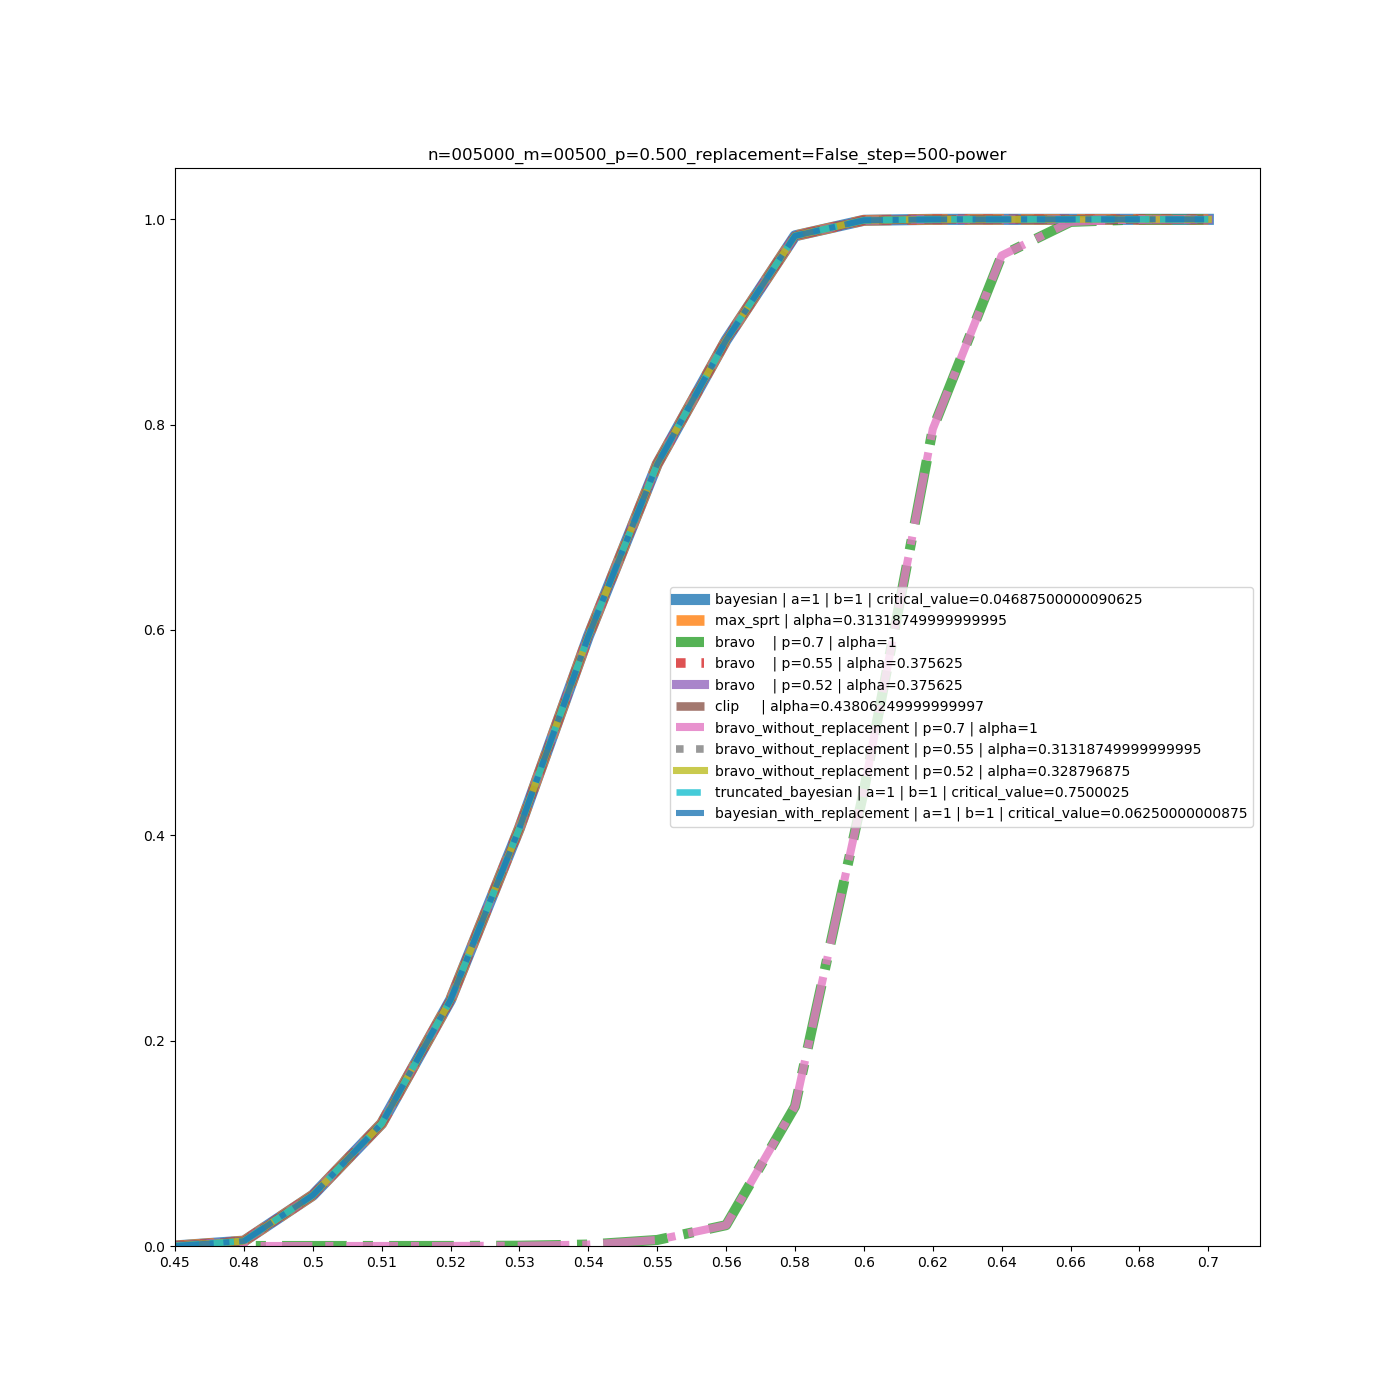 n=005000_m=00500_p=0.500_replacement=False_step=500-power
1.0
0.8
0.6
0.4
0.2
0.0
bayesian | a=1 | b=1 | critical_value=0.04687500000090625
max_sprt | alpha=0.31318749999999995
bravo    | p=0.7 | alpha=1
bravo    | p=0.55 | alpha=0.375625
bravo    | p=0.52 | alpha=0.375625
clip     | alpha=0.43806249999999997
bravo_without_replacement | p=0.7 | alpha=1
bravo_without_replacement | p=0.55 | alpha=0.31318749999999995
bravo_without_replacement | p=0.52 | alpha=0.328796875
truncated_bayesian | a=1 | b=1 | critical_value=0.7500025
bayesian_with_replacement | a=1 | b=1 | critical_value=0.06250000000875
0.45 0.48 0.5 0.51 0.52 0.53 0.54 0.55 0.56 0.58 0.6 0.62 0.64 0.66 0.68 0.7